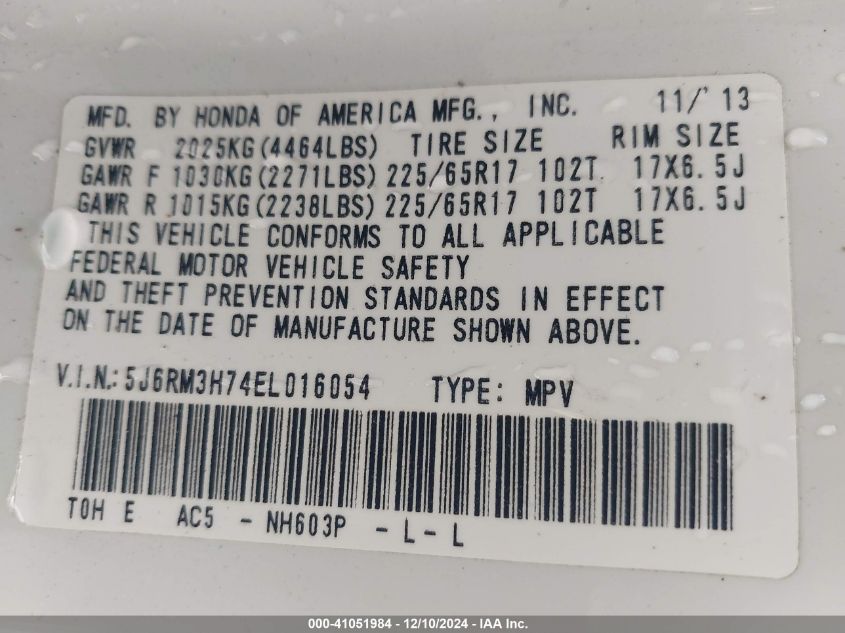 MFD. BY HONDA OF AMERICA MFG., INC. 11/13
GVWR 2025KG(4464LBS) TIRE SIZE RIM SIZE
GAWR F 1030KG(2271LBS) 225/65R17 102T 17X6.5J
GAWR R 1015KG(2238LBS) 225/65R17 102T 17X6.5J
THIS VEHICLE CONFORMS TO ALL APPLICABLE
FEDERAL MOTOR VEHICLE SAFETY
AND THEFT PREVENTION STANDARDS IN EFFECT
ON THE DATE OF MANUFACTURE SHOWN ABOVE.
V.I.N.: 5J6RM3H74EL016054 TYPE: MPV
TOH E AC5 - NH603P - L - L
000-41051984 - 12/10/2024 - IAA Inc.